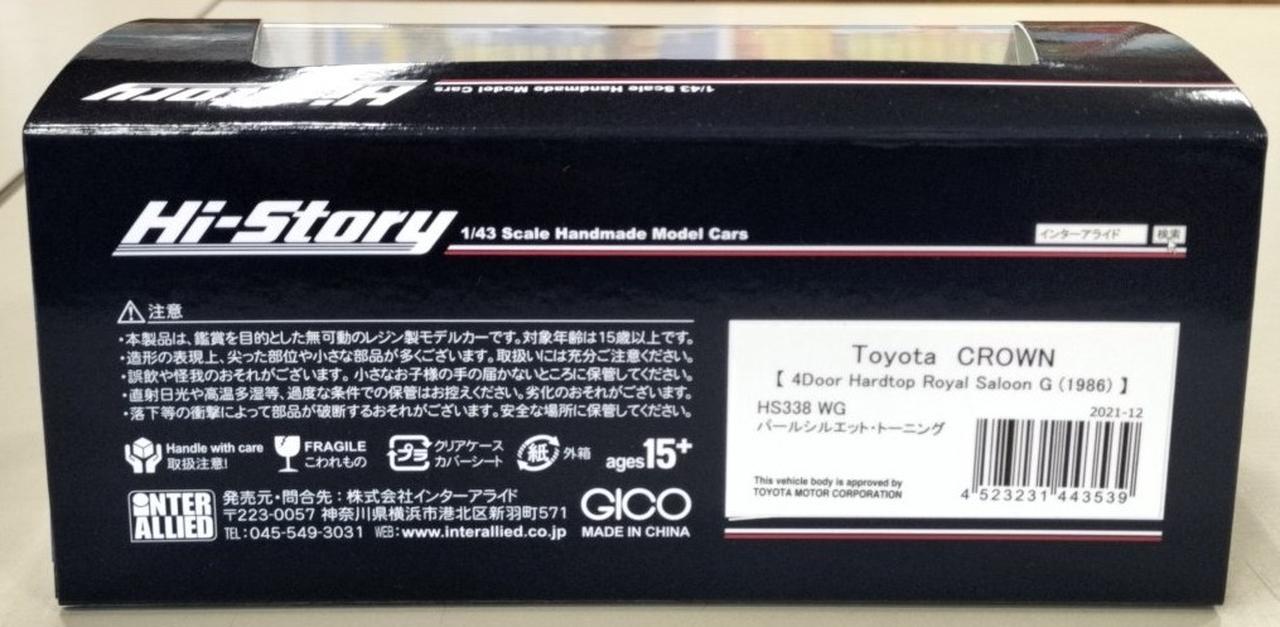 Hi-Story
1/43 Scale Handmade Model Cars
Hi-Story 1/43 Scale Handmade Model Cars
インターアライド 検索
注意
・本製品は、鑑賞を目的とした無可動のレジン製モデルカーです。対象年齢は15歳以上です。
・造形の表現上、尖った部位や小さな部品が多くございます。取扱いには充分ご注意ください。
・誤飲や怪我のおそれがございます。小さなお子様の手の届かないところに保管してください。
・直射日光や高温多湿等、過度な条件での保管はお控えください。劣化のおそれがございます。
・落下等の衝撃によって部品が破断するおそれがございます。安全な場所に保管してください。
Handle with care
取扱注意!
FRAGILE
こわれもの
プラ
クリアケース
カバーシート
紙
外箱
ages15+
INTER
ALLIED
発売元・問合先：株式会社インターアライド
〒223-0057 神奈川県横浜市港北区新羽町571
TEL:045-549-3031 WEB:www.interallied.co.jp
GICO
MADE IN CHINA
Toyota CROWN
【 4Door Hardtop Royal Saloon G (1986) 】
HS338 WG
2021-12
パールシルエット・トーニング
This vehicle body is approved by
TOYOTA MOTOR CORPORATION
4 523231 443539